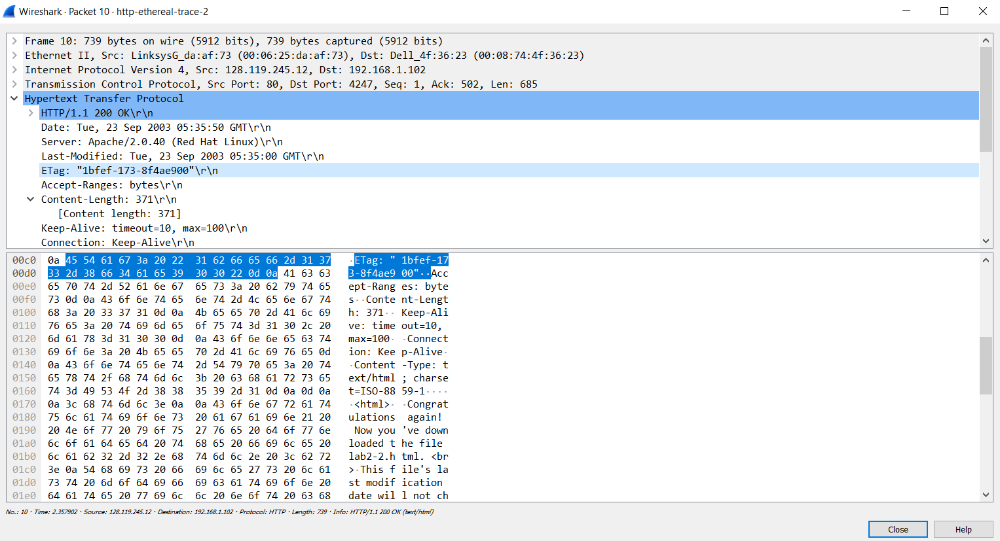 Wireshark · Packet 10 · http-ethereal-trace-2
Frame 10: 739 bytes on wire (5912 bits), 739 bytes captured (5912 bits)
Ethernet II, Src: LinksysG_da:af:73 (00:06:25:da:af:73), Dst: Dell_4f:36:23 (00:08:74:4f:36:23)
Internet Protocol Version 4, Src: 128.119.245.12, Dst: 192.168.1.102
Transmission Control Protocol, Src Port: 80, Dst Port: 4247, Seq: 1, Ack: 502, Len: 685
Hypertext Transfer Protocol
HTTP/1.1 200 OK\r\n
Date: Tue, 23 Sep 2003 05:35:50 GMT\r\n
Server: Apache/2.0.40 (Red Hat Linux)\r\n
Last-Modified: Tue, 23 Sep 2003 05:35:00 GMT\r\n
ETag: "1bfef-173-8f4ae900"\r\n
Accept-Ranges: bytes\r\n
Content-Length: 371\r\n
[Content length: 371]
Keep-Alive: timeout=10, max=100\r\n
Connection: Keep-Alive\r\n
00c0 0a 45 54 61 67 3a 20 22 31 62 66 65 66 2d 31 37 ·ETag: " 1bfef-17
00d0 33 2d 38 66 34 61 65 39 30 30 22 0d 0a 41 63 63 3-8f4ae9 00"··Acc
00e0 65 70 74 2d 52 61 6e 67 65 73 3a 20 62 79 74 65 ept-Rang es: byte
00f0 73 0d 0a 43 6f 6e 74 65 6e 74 2d 4c 65 6e 67 74 s··Conte nt-Lengt
0100 68 3a 20 33 37 31 0d 0a 4b 65 65 70 2d 41 6c 69 h: 371·· Keep-Ali
0110 76 65 3a 20 74 69 6d 65 6f 75 74 3d 31 30 2c 20 ve: time out=10,
0120 6d 61 78 3d 31 30 30 0d 0a 43 6f 6e 6e 65 63 74 max=100· ·Connect
0130 69 6f 6e 3a 20 4b 65 65 70 2d 41 6c 69 76 65 0d ion: Kee p-Alive·
0140 0a 43 6f 6e 74 65 6e 74 2d 54 79 70 65 3a 20 74 ·Content -Type: t
0150 65 78 74 2f 68 74 6d 6c 3b 20 63 68 61 72 73 65 ext/html ; charse
0160 74 3d 49 53 4f 2d 38 38 35 39 2d 31 0d 0a 0d 0a t=ISO-88 59-1····
0170 0a 3c 68 74 6d 6c 3e 0a 0a 43 6f 6e 67 72 61 74 ·<html>· ·Congrat
0180 75 6c 61 74 69 6f 6e 73 20 61 67 61 69 6e 21 20 ulations again!
0190 20 4e 6f 77 20 79 6f 75 27 76 65 20 64 6f 77 6e Now you 've down
01a0 6c 6f 61 64 65 64 20 74 68 65 20 66 69 6c 65 20 loaded t he file
01b0 6c 61 62 32 2d 32 2e 68 74 6d 6c 2e 20 3c 62 72 lab2-2.h tml. <br
01c0 3e 0a 54 68 69 73 20 66 69 6c 65 27 73 20 6c 61 >·This f ile's la
01d0 73 74 20 6d 6f 64 69 66 69 63 61 74 69 6f 6e 20 st modif ication
01e0 64 61 74 65 20 77 69 6c 6c 20 6e 6f 74 20 63 68 date wil l not ch
No.: 10 · Time: 2.357902 · Source: 128.119.245.12 · Destination: 192.168.1.102 · Protocol: HTTP · Length: 739 · Info: HTTP/1.1 200 OK (text/html)
Close Help